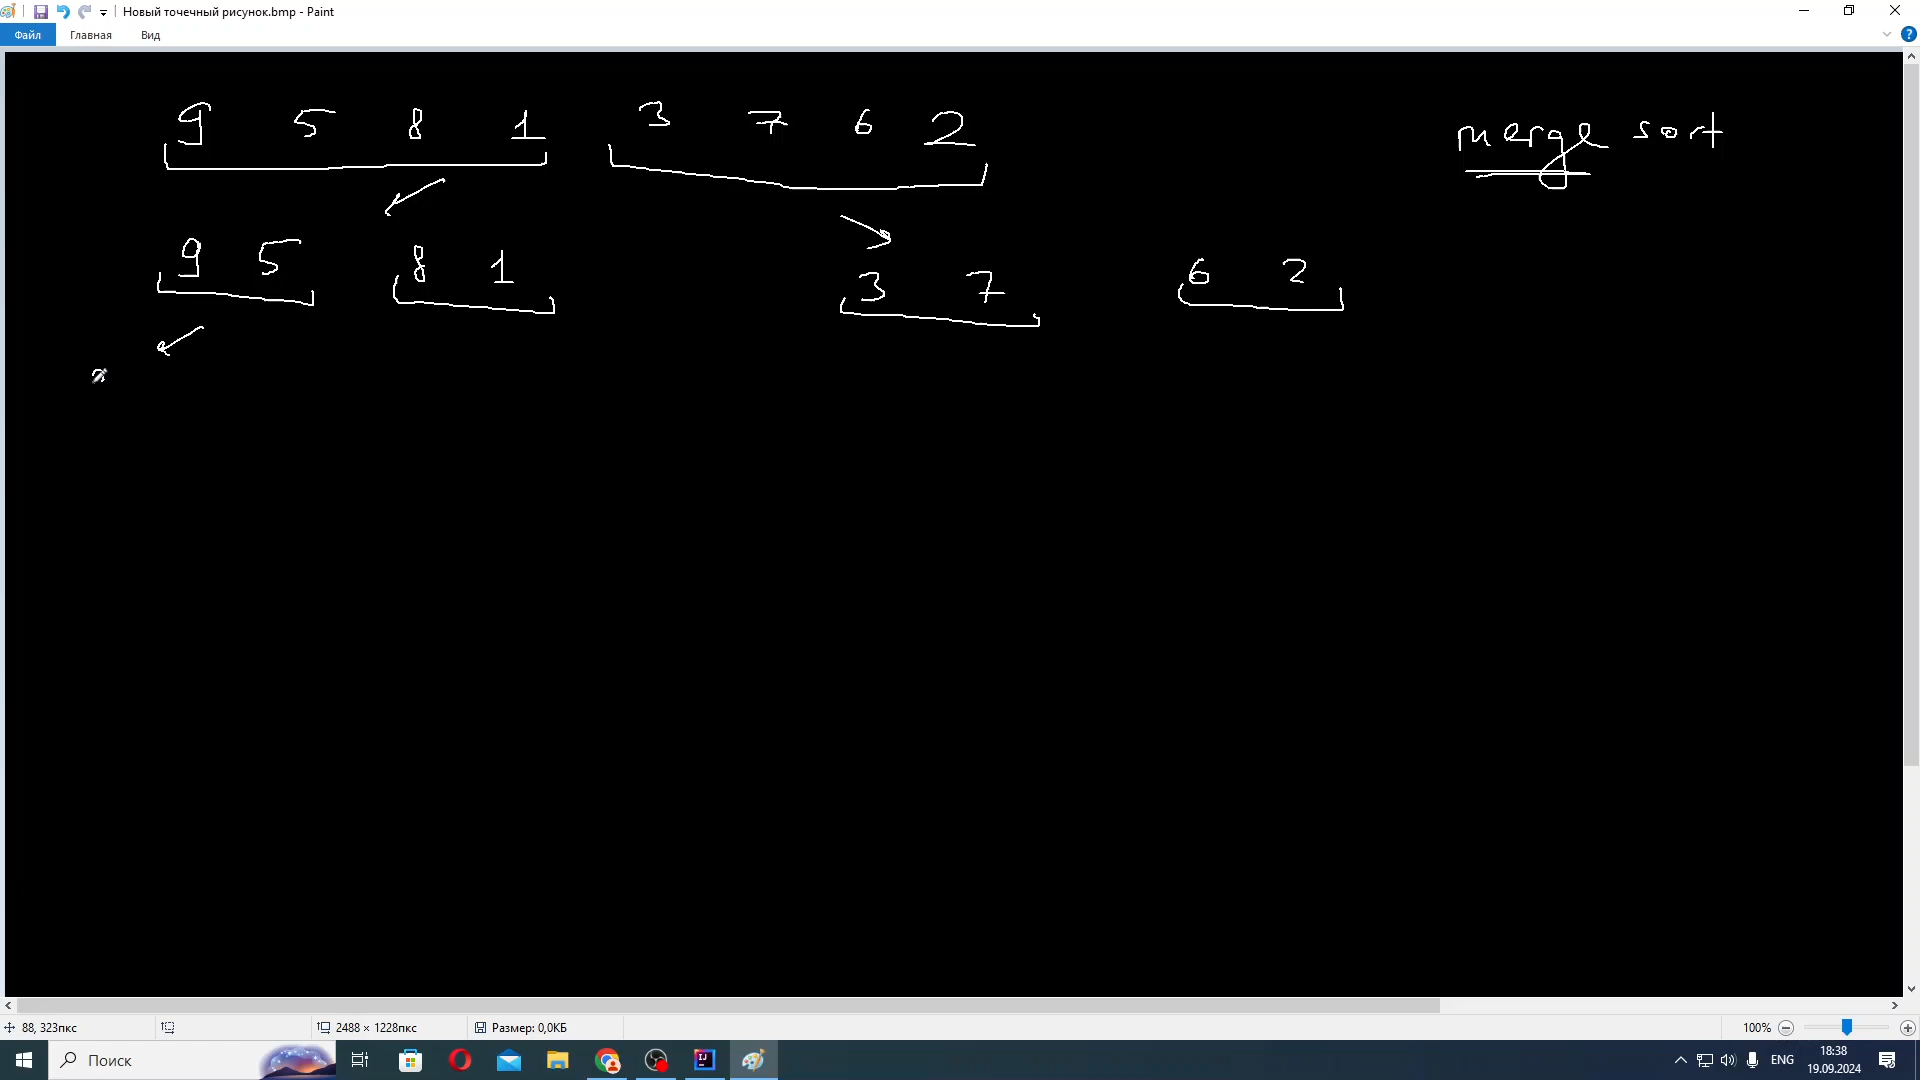 Новый точечный рисунок.bmp - Paint
Файл Главная Вид
9 5 8 1 3 7 6 2 merge sort
9 5 8 1 3 7 6 2
88, 323пкс 2488 × 1228пкс Размер: 0,0КБ 100%
Поиск ENG 18:38
19.09.2024